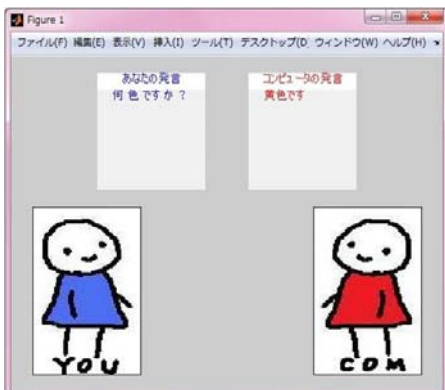 Figure 1
ファイル(F) 編集(E) 表示(V) 挿入(I) ツール(T) デスクトップ(D) ウィンドウ(W) ヘルプ(H)
あなたの発言
何 色 で す か ?
コンピュータの発言
黄色です
YOU
COM